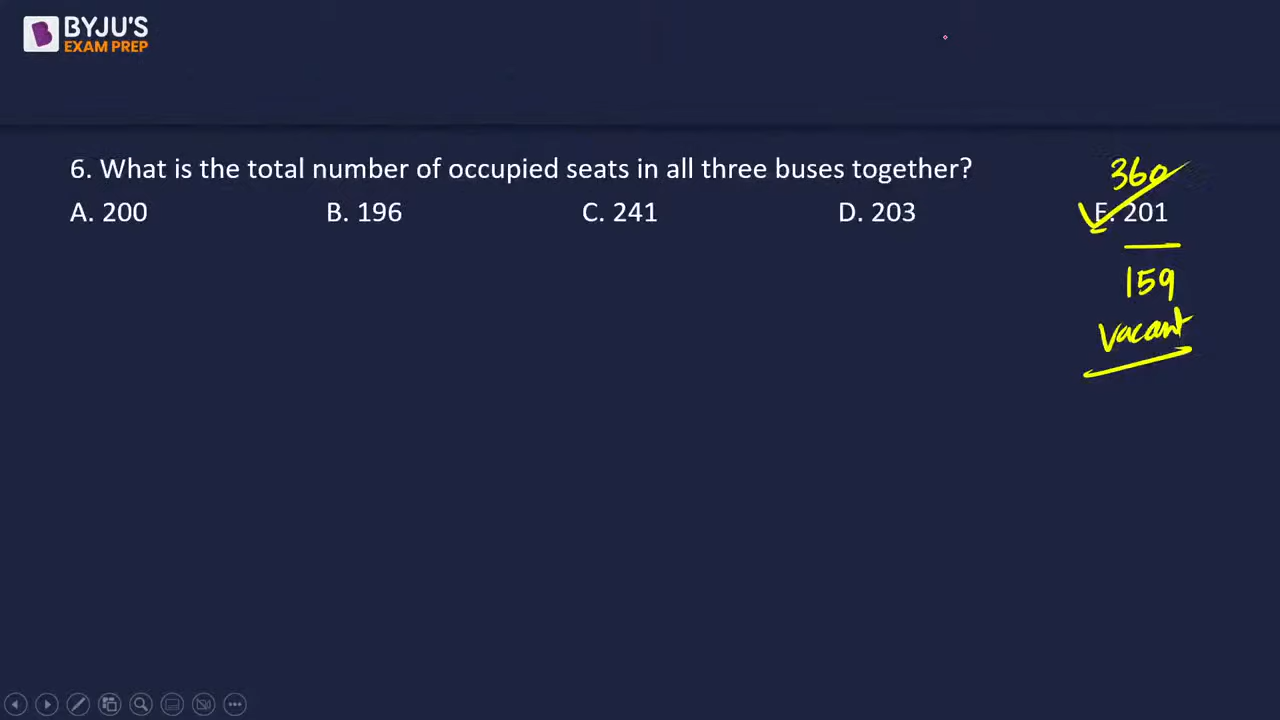 BYJU'S
EXAM PREP
6. What is the total number of occupied seats in all three buses together?
360
A. 200 B. 196 C. 241 D. 203 E. 201
159
vacant